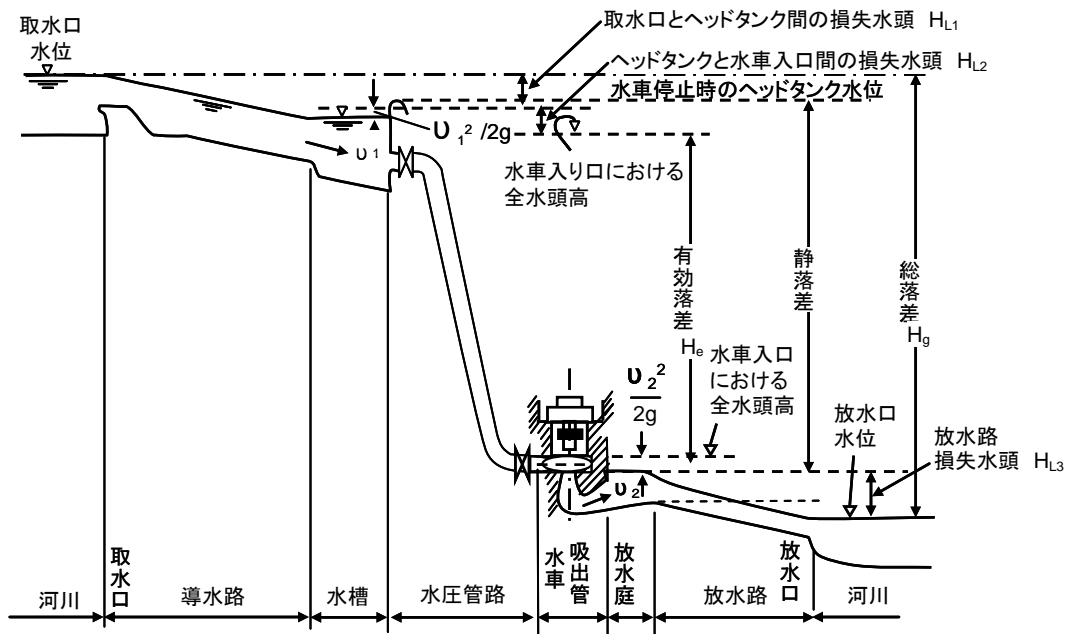 取水口
水位
取水口とヘッドタンク間の損失水頭 HL1
ヘッドタンクと水車入口間の損失水頭 HL2
水車停止時のヘッドタンク水位
υ1²/2g
υ1
水車入り口における
全水頭高
有効落差
He
静落差
総落差
Hg
υ2²
2g
水車入口
における
全水頭高
放水口
水位
放水路
損失水頭 HL3
υ2
河川
取水口
導水路
水槽
水圧管路
水車
吸出管
放水庭
放水路
放水口
河川